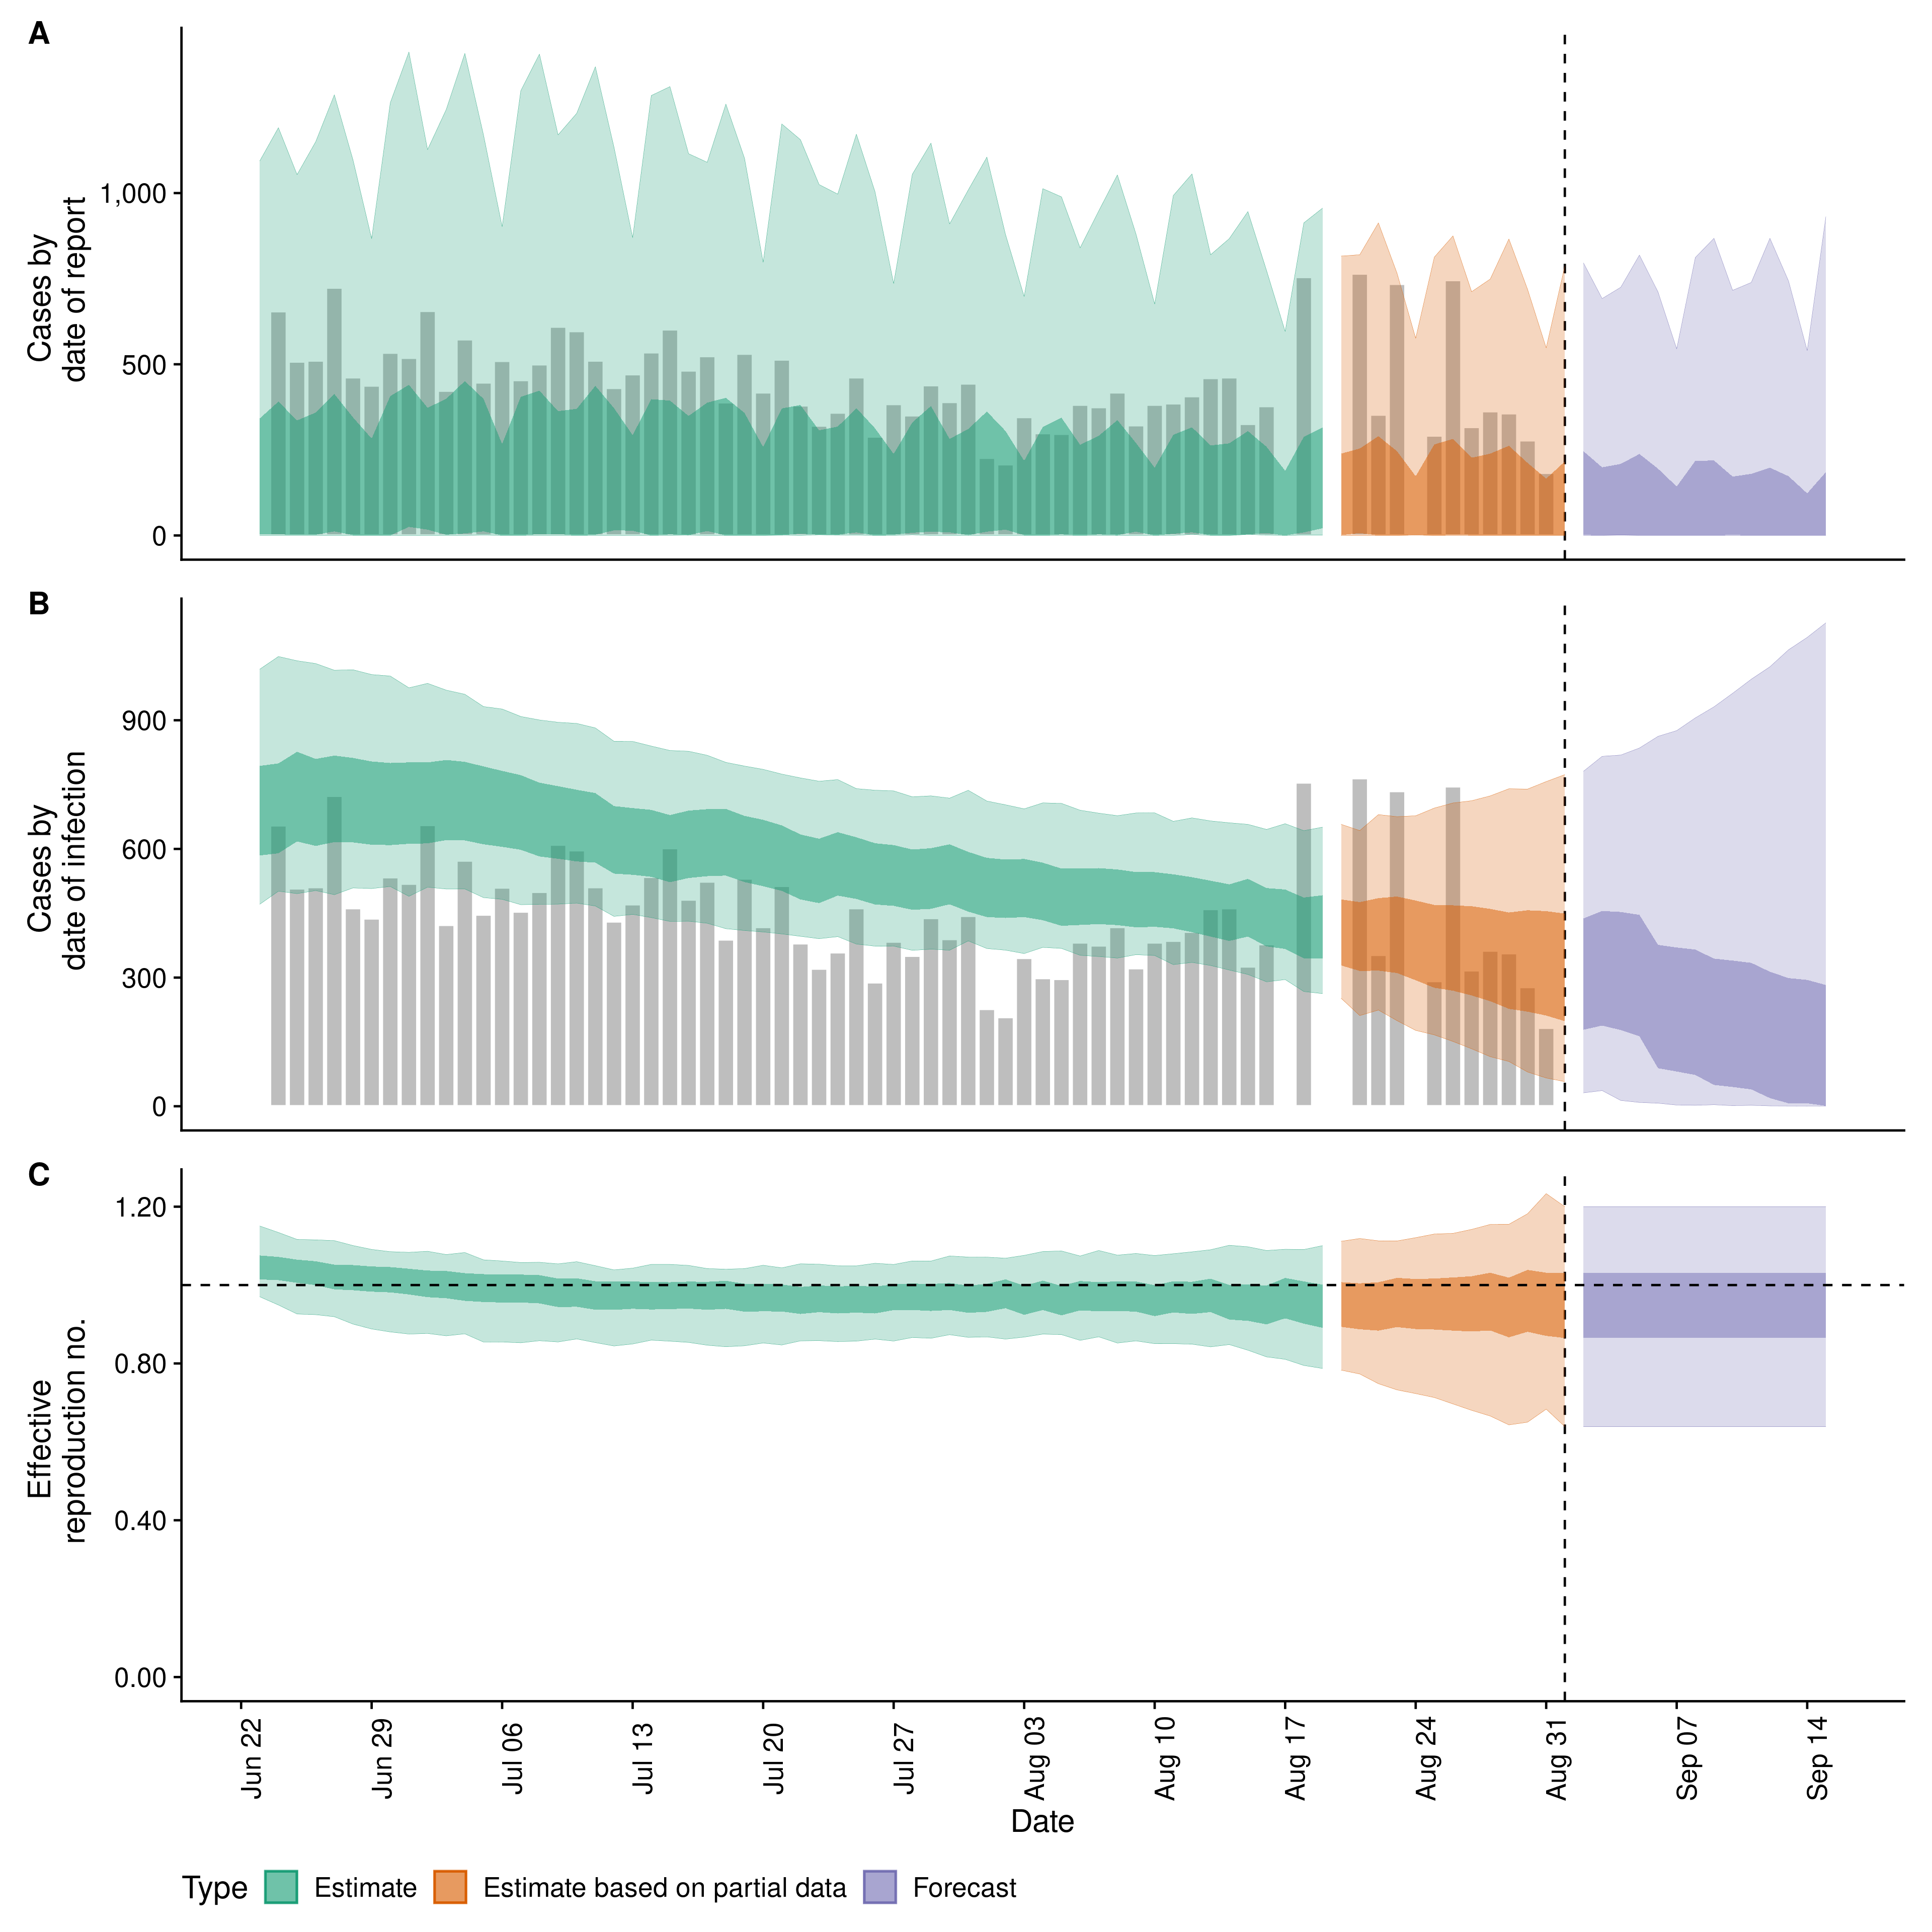 A
Cases by
date of report
1,000
500
0
B
Cases by
date of infection
900
600
300
0
C
Effective
reproduction no.
1.20
0.80
0.40
0.00
Jun 22
Jun 29
Jul 06
Jul 13
Jul 20
Jul 27
Aug 03
Aug 10
Aug 17
Aug 24
Aug 31
Sep 07
Sep 14
Date
Type Estimate Estimate based on partial data Forecast